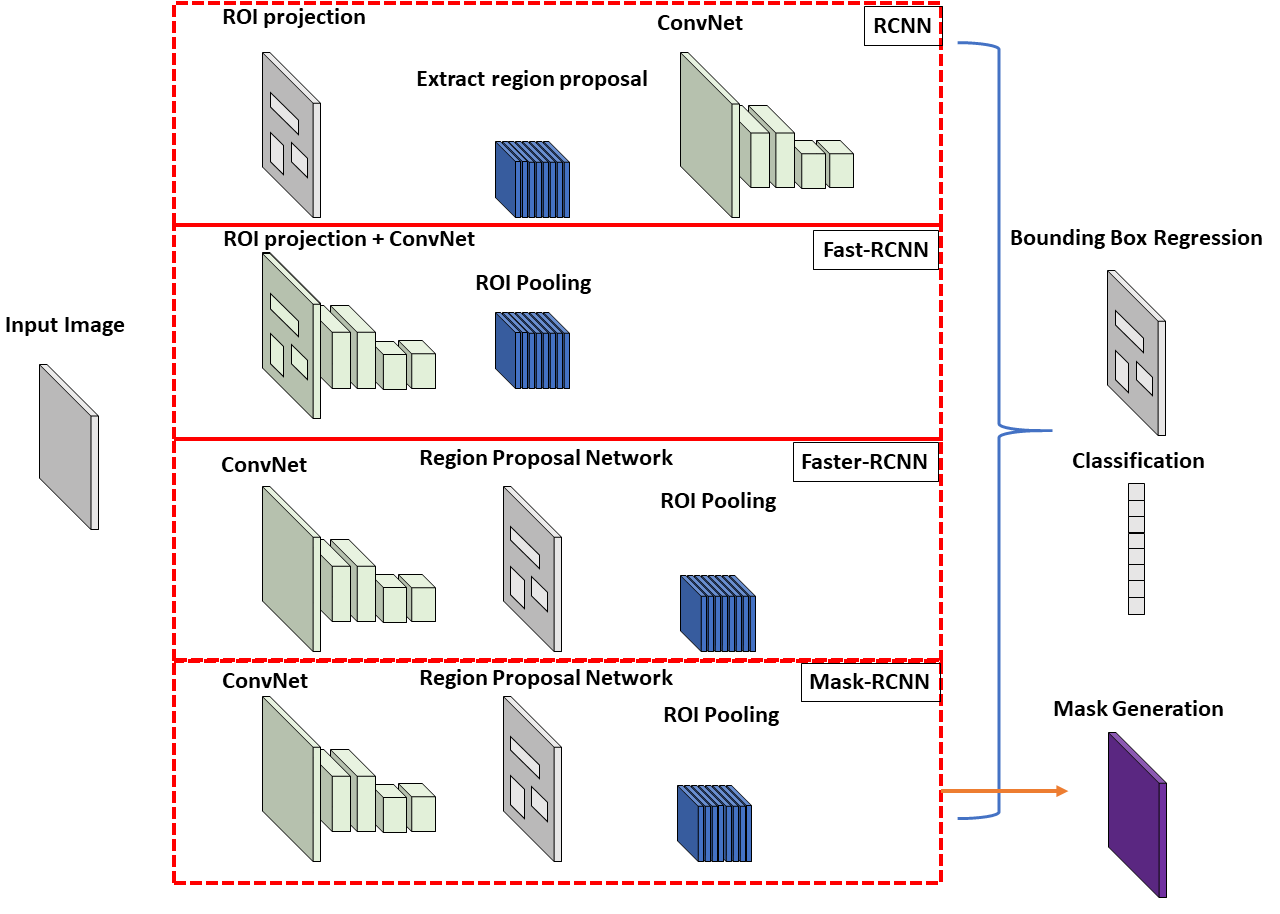 Input Image
ROI projection
Extract region proposal
ConvNet
RCNN
ROI projection + ConvNet
ROI Pooling
Fast-RCNN
ConvNet
Region Proposal Network
ROI Pooling
Faster-RCNN
ConvNet
Region Proposal Network
ROI Pooling
Mask-RCNN
Bounding Box Regression
Classification
Mask Generation